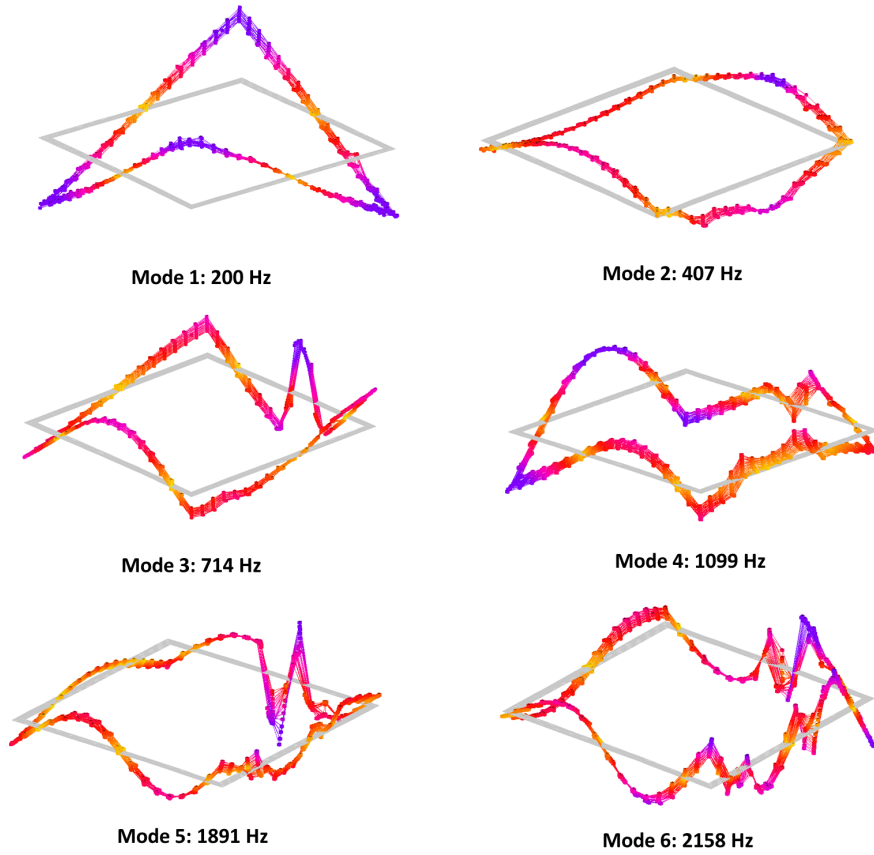 Mode 1: 200 Hz
Mode 2: 407 Hz
Mode 3: 714 Hz
Mode 4: 1099 Hz
Mode 5: 1891 Hz
Mode 6: 2158 Hz